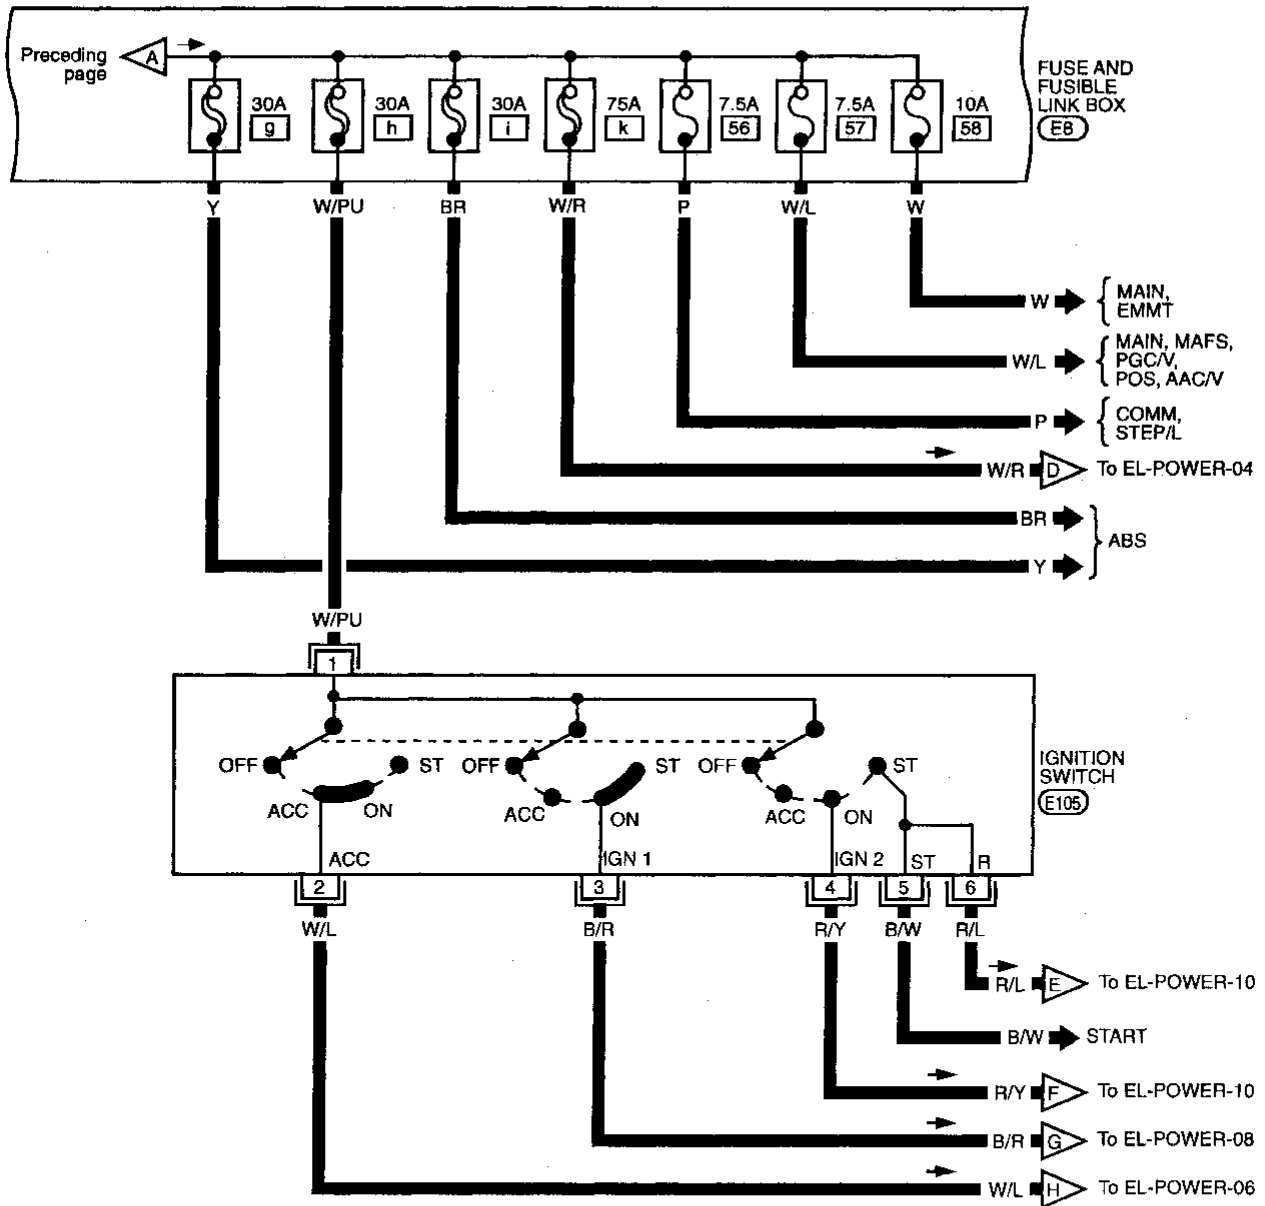 Preceding
page
A
30A
g
30A
h
30A
i
75A
k
7.5A
56
7.5A
57
10A
58
FUSE AND
FUSIBLE
LINK BOX
E8
Y
W/PU
BR
W/R
P
W/L
W
W
MAIN,
EMMT
W/L
MAIN, MAFS,
PGC/V,
POS, AAC/V
P
COMM,
STEP/L
W/R
D
To EL-POWER-04
BR
Y
ABS
W/PU
1
OFF
ACC
ON
ST
OFF
ACC
ON
ST
OFF
ACC
ON
ST
IGNITION
SWITCH
E105
ACC
IGN 1
IGN 2
ST
R
2
3
4
5
6
W/L
B/R
R/Y
B/W
R/L
R/L
E
To EL-POWER-10
B/W
START
R/Y
F
To EL-POWER-10
B/R
G
To EL-POWER-08
W/L
H
To EL-POWER-06